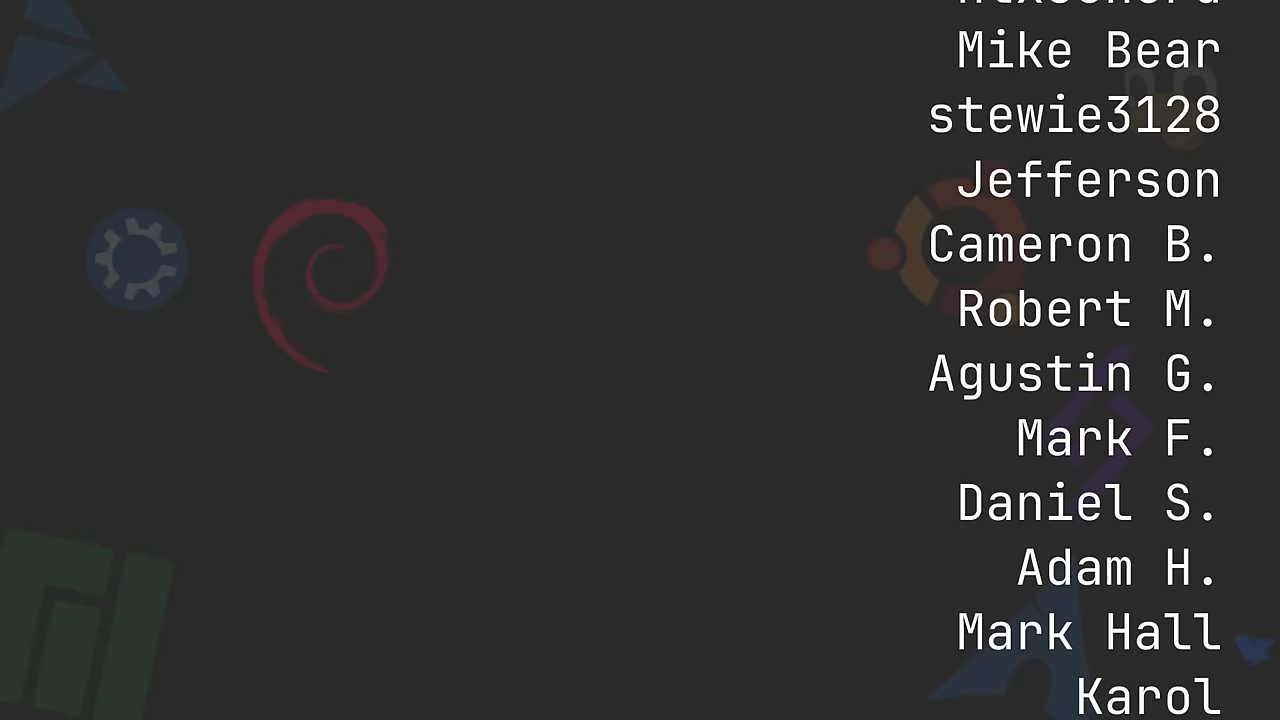 Mike Bear
stewie3128
Jefferson
Cameron B.
Robert M.
Agustin G.
Mark F.
Daniel S.
Adam H.
Mark Hall
Karol